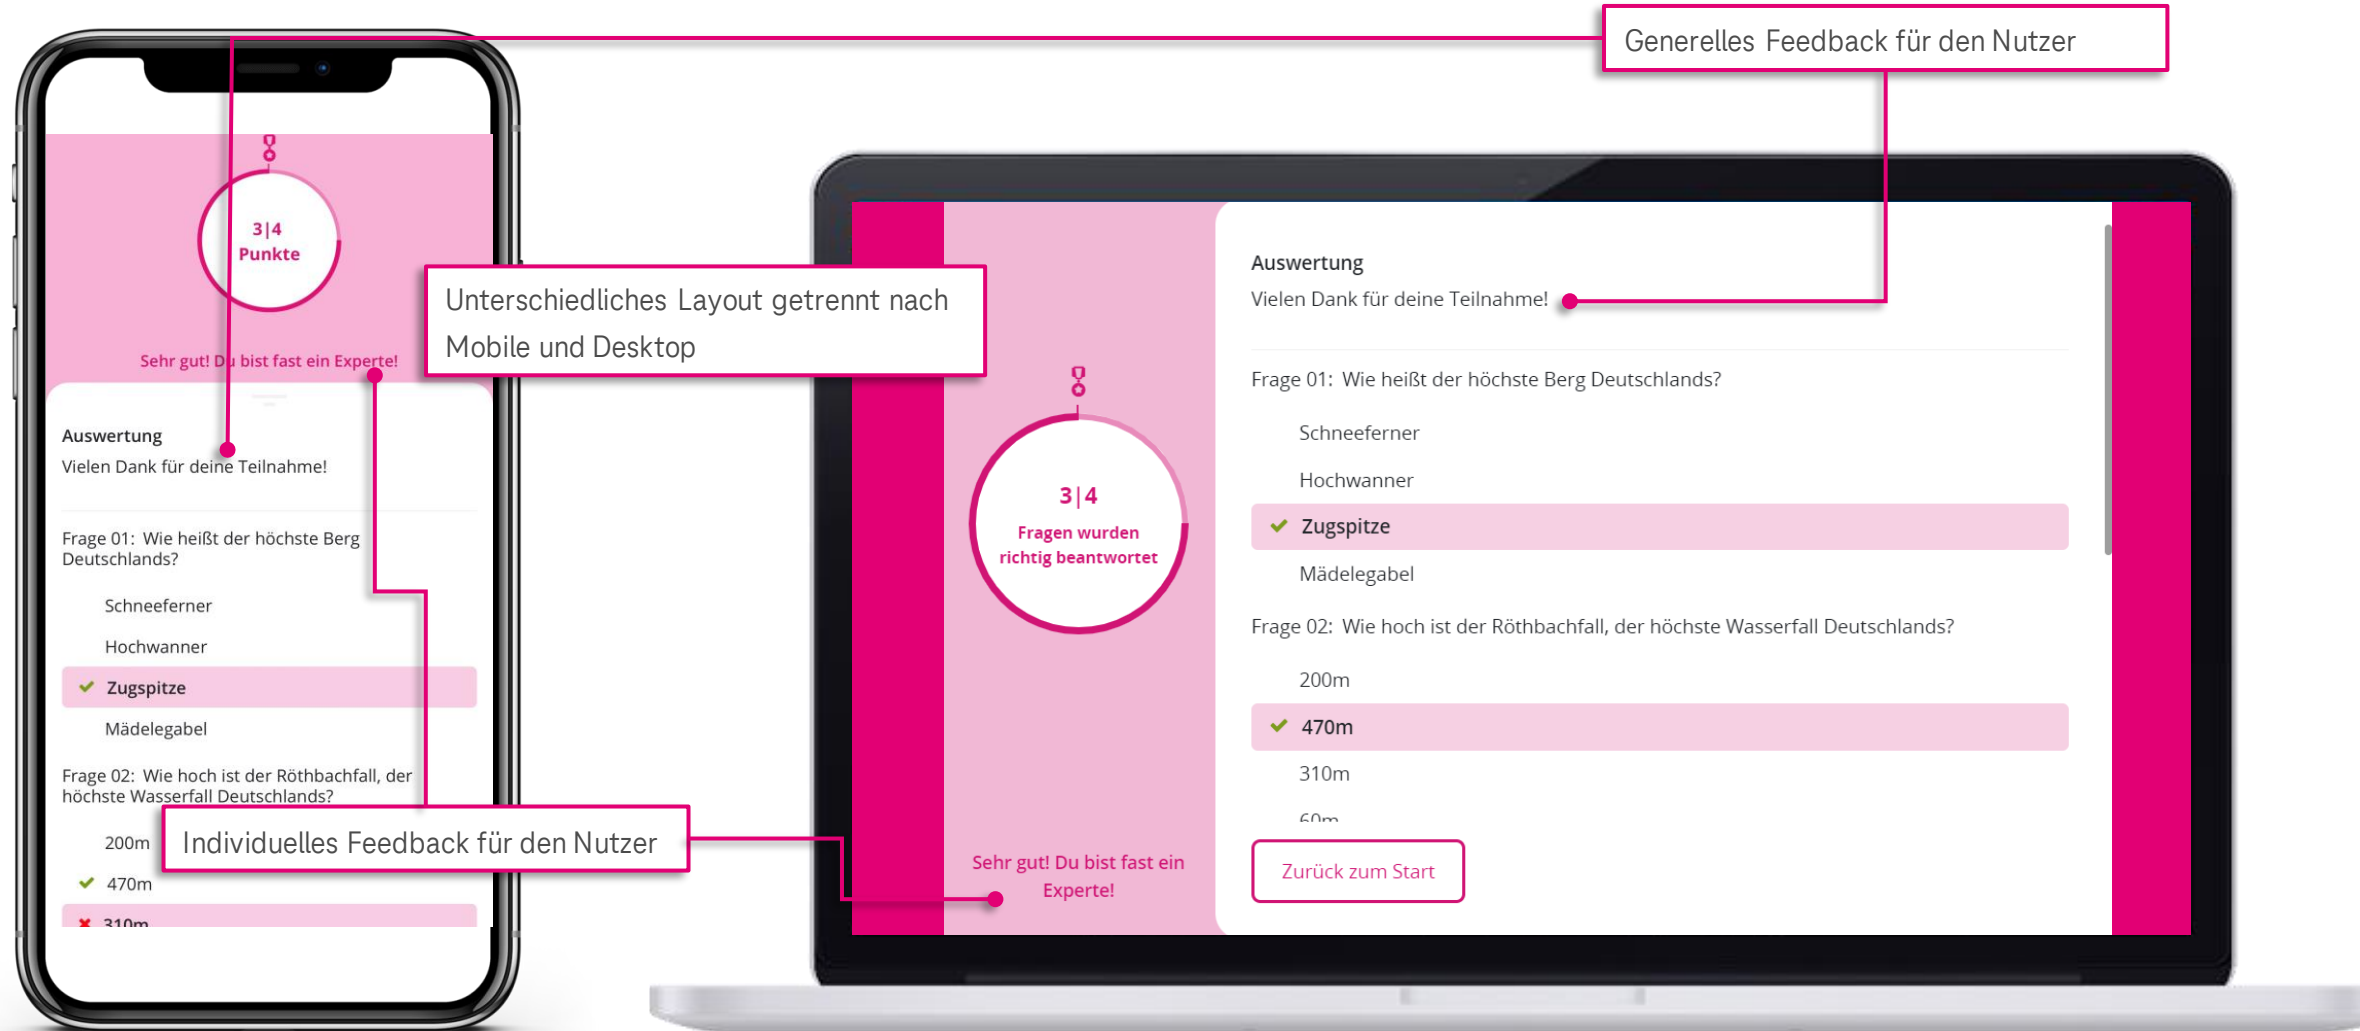 Generelles Feedback für den Nutzer
3|4
Punkte
Sehr gut! Du bist fast ein Experte!
Auswertung
Vielen Dank für deine Teilnahme!
Frage 01: Wie heißt der höchste Berg
Deutschlands?
Schneeferner
Hochwanner
Zugspitze
Mädelegabel
Frage 02: Wie hoch ist der Röthbachfall, der
höchste Wasserfall Deutschlands?
200m
470m
310m
Unterschiedliches Layout getrennt nach
Mobile und Desktop
Individuelles Feedback für den Nutzer
3|4
Fragen wurden
richtig beantwortet
Sehr gut! Du bist fast ein
Experte!
Auswertung
Vielen Dank für deine Teilnahme!
Frage 01: Wie heißt der höchste Berg Deutschlands?
Schneeferner
Hochwanner
Zugspitze
Mädelegabel
Frage 02: Wie hoch ist der Röthbachfall, der höchste Wasserfall Deutschlands?
200m
470m
310m
60m
Zurück zum Start